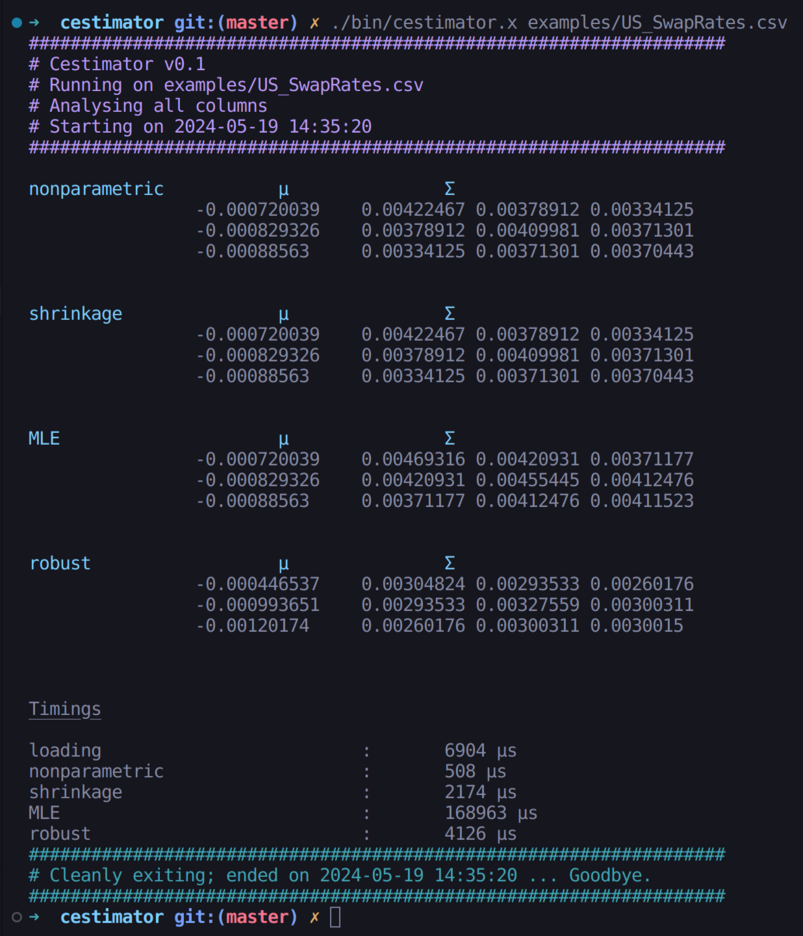 ➜  cestimator git:(master) ✗ ./bin/cestimator.x examples/US_SwapRates.csv
###################################################################
# Cestimator v0.1
# Running on examples/US_SwapRates.csv
# Analysing all columns
# Starting on 2024-05-19 14:35:20
###################################################################
nonparametric           μ               Σ
-0.000720039    0.00422467 0.00378912 0.00334125
-0.000829326    0.00378912 0.00409981 0.00371301
-0.00088563     0.00334125 0.00371301 0.00370443
shrinkage               μ               Σ
-0.000720039    0.00422467 0.00378912 0.00334125
-0.000829326    0.00378912 0.00409981 0.00371301
-0.00088563     0.00334125 0.00371301 0.00370443
MLE                     μ               Σ
-0.000720039    0.00469316 0.00420931 0.00371177
-0.000829326    0.00420931 0.00455445 0.00412476
-0.00088563     0.00371177 0.00412476 0.00411523
robust                  μ               Σ
-0.000446537    0.00304824 0.00293533 0.00260176
-0.000993651    0.00293533 0.00327559 0.00300311
-0.00120174     0.00260176 0.00300311 0.0030015
Timings
loading                         :       6904 μs
nonparametric                   :       508 μs
shrinkage                       :       2174 μs
MLE                             :       168963 μs
robust                          :       4126 μs
###################################################################
# Cleanly exiting; ended on 2024-05-19 14:35:20 ... Goodbye.
###################################################################
➜  cestimator git:(master) ✗